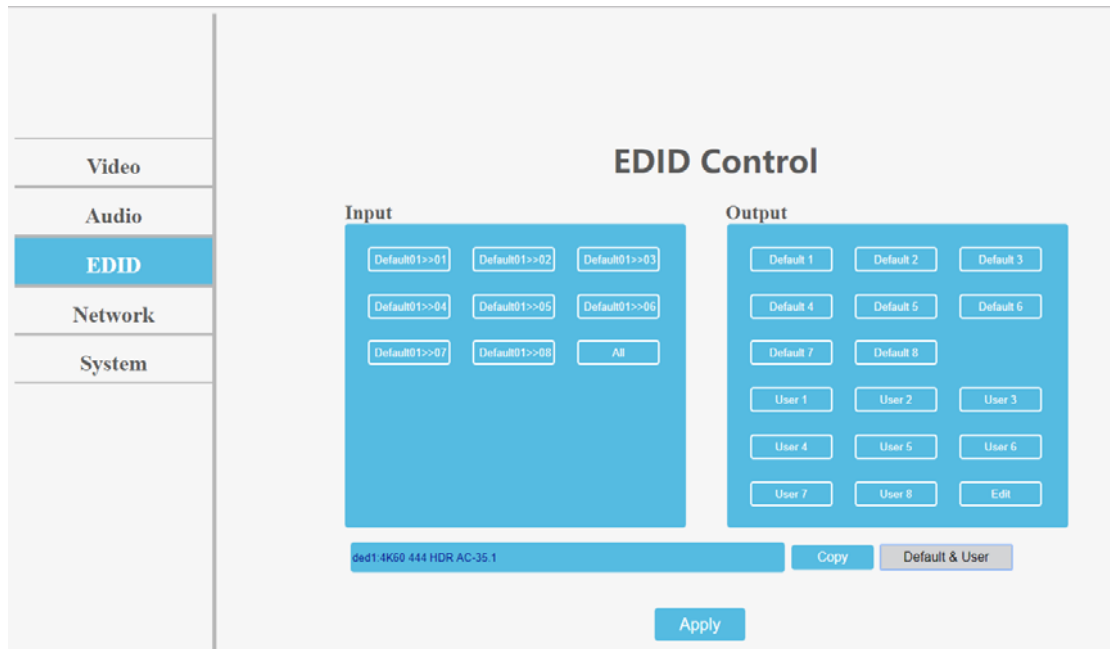 EDID Control
Video
Audio
EDID
Network
System
Input
Default01>>01 Default01>>02 Default01>>03
Default01>>04 Default01>>05 Default01>>06
Default01>>07 Default01>>08 All
Output
Default 1 Default 2 Default 3
Default 4 Default 5 Default 6
Default 7 Default 8
User 1 User 2 User 3
User 4 User 5 User 6
User 7 User 8 Edit
ded1:4K60 444 HDR AC-35.1
Copy Default & User
Apply